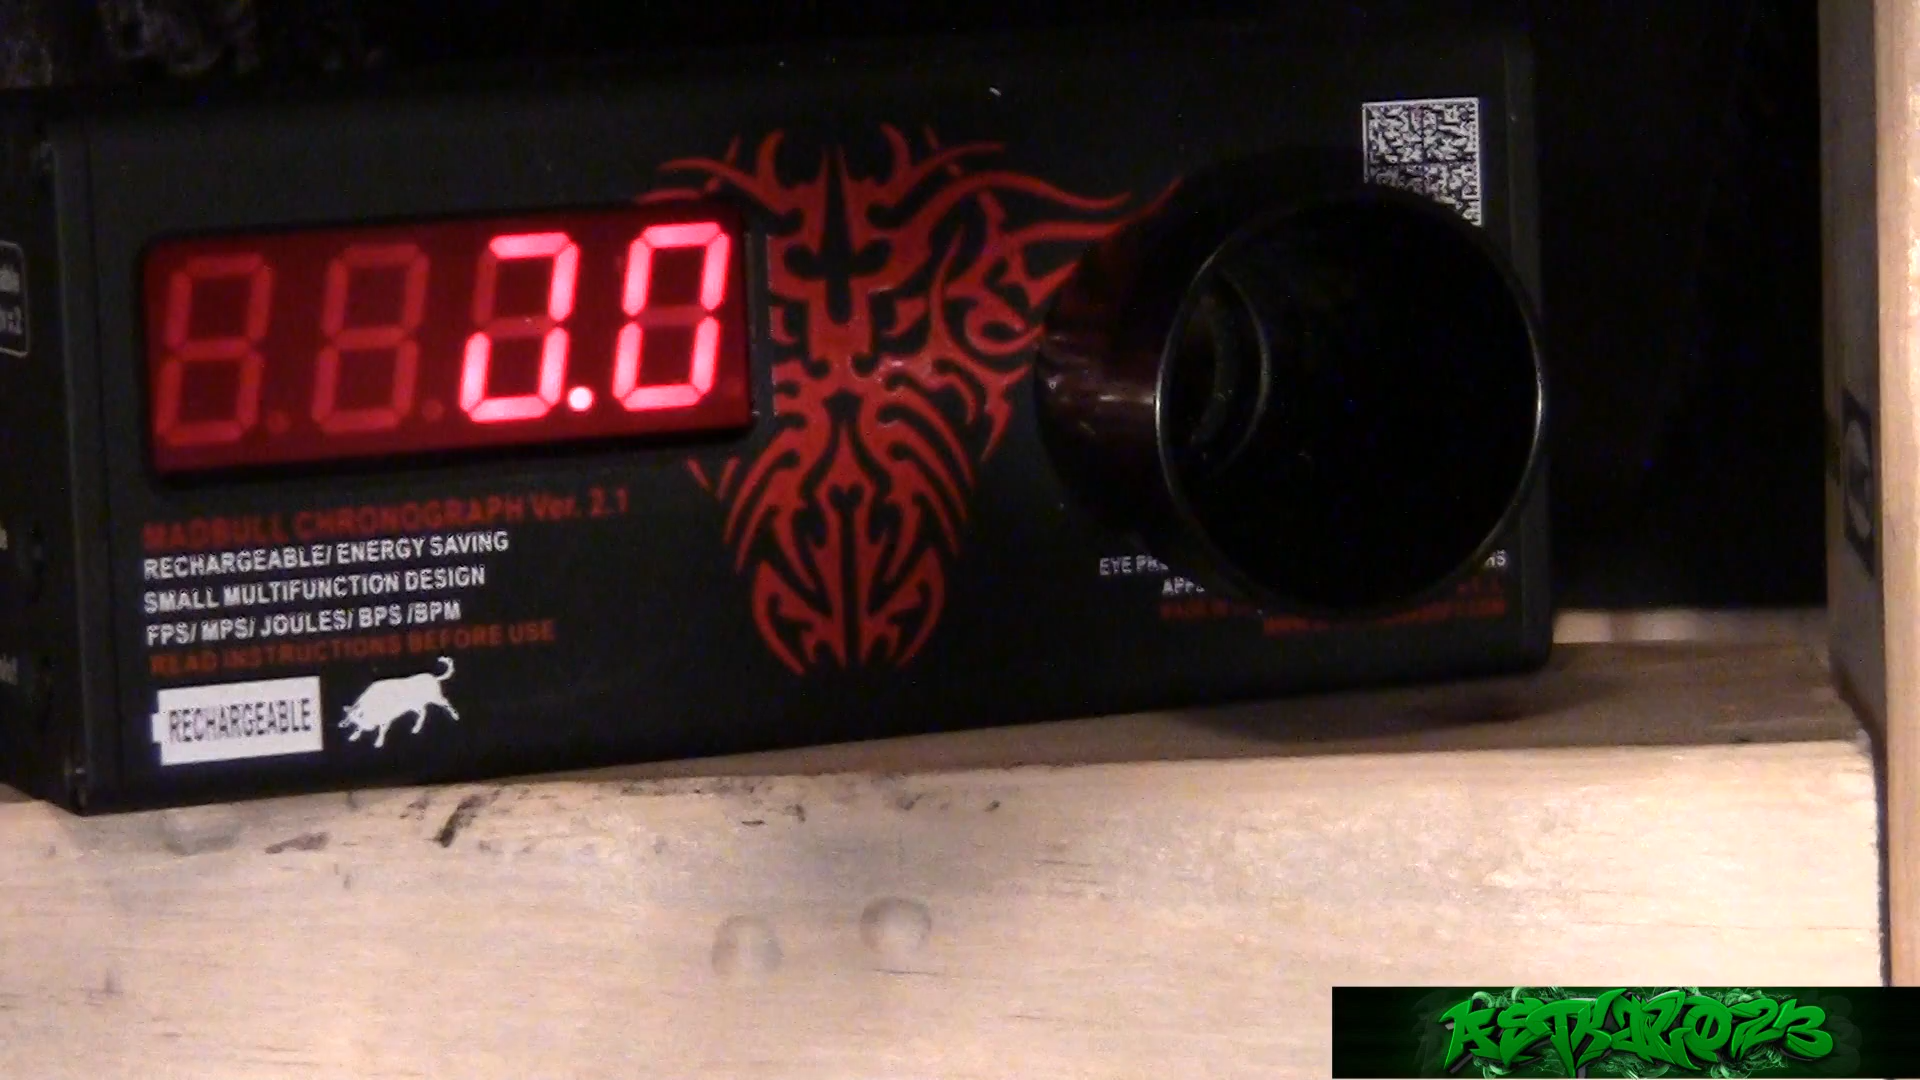 J.0
MADBULL CHRONOGRAPH Ver. 2.1
RECHARGEABLE/ ENERGY SAVING
SMALL MULTIFUNCTION DESIGN
FPS/ MPS/ JOULES/ BPS /BPM
READ INSTRUCTIONS BEFORE USE
RECHARGEABLE
EYE